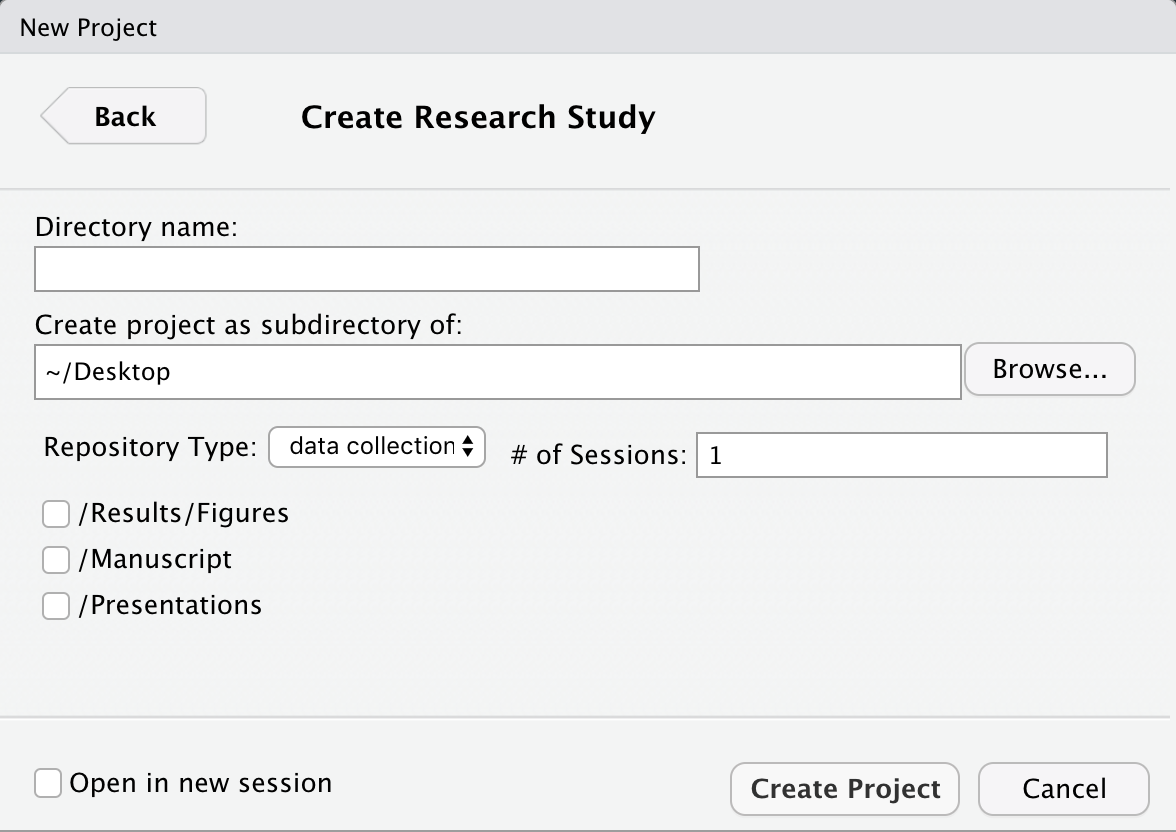 New Project
Back
Create Research Study
Directory name:
Create project as subdirectory of:
~/Desktop
Browse...
Repository Type: data collection # of Sessions: 1
/Results/Figures
/Manuscript
/Presentations
Open in new session
Create Project
Cancel